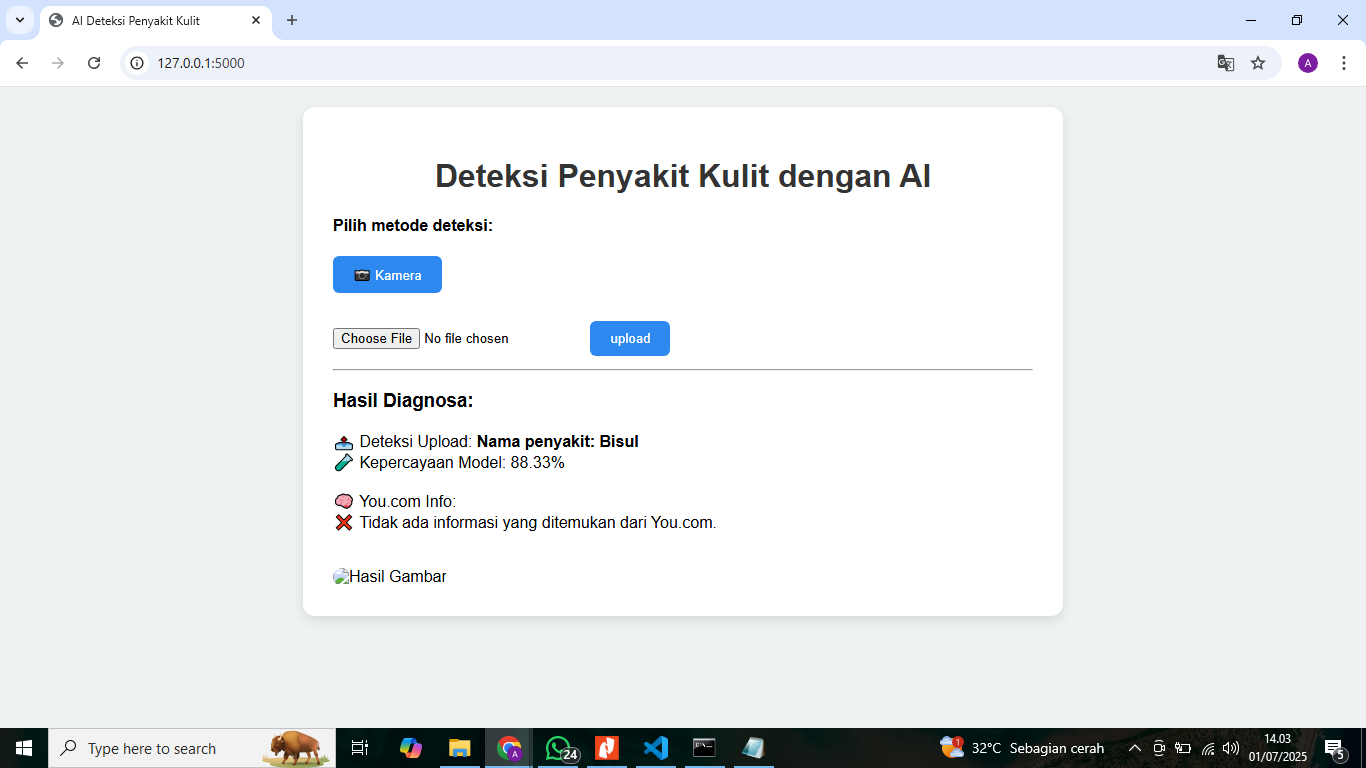 AI Deteksi Penyakit Kulit
127.0.0.1:5000
A
Deteksi Penyakit Kulit dengan AI
Pilih metode deteksi:
📷 Kamera
Choose File No file chosen
upload
Hasil Diagnosa:
📤 Deteksi Upload: Nama penyakit: Bisul
🧪 Kepercayaan Model: 88.33%
🧠 You.com Info:
❌ Tidak ada informasi yang ditemukan dari You.com.
Hasil Gambar
Type here to search
A
24
1
32°C Sebagian cerah
14.03
01/07/2025
5